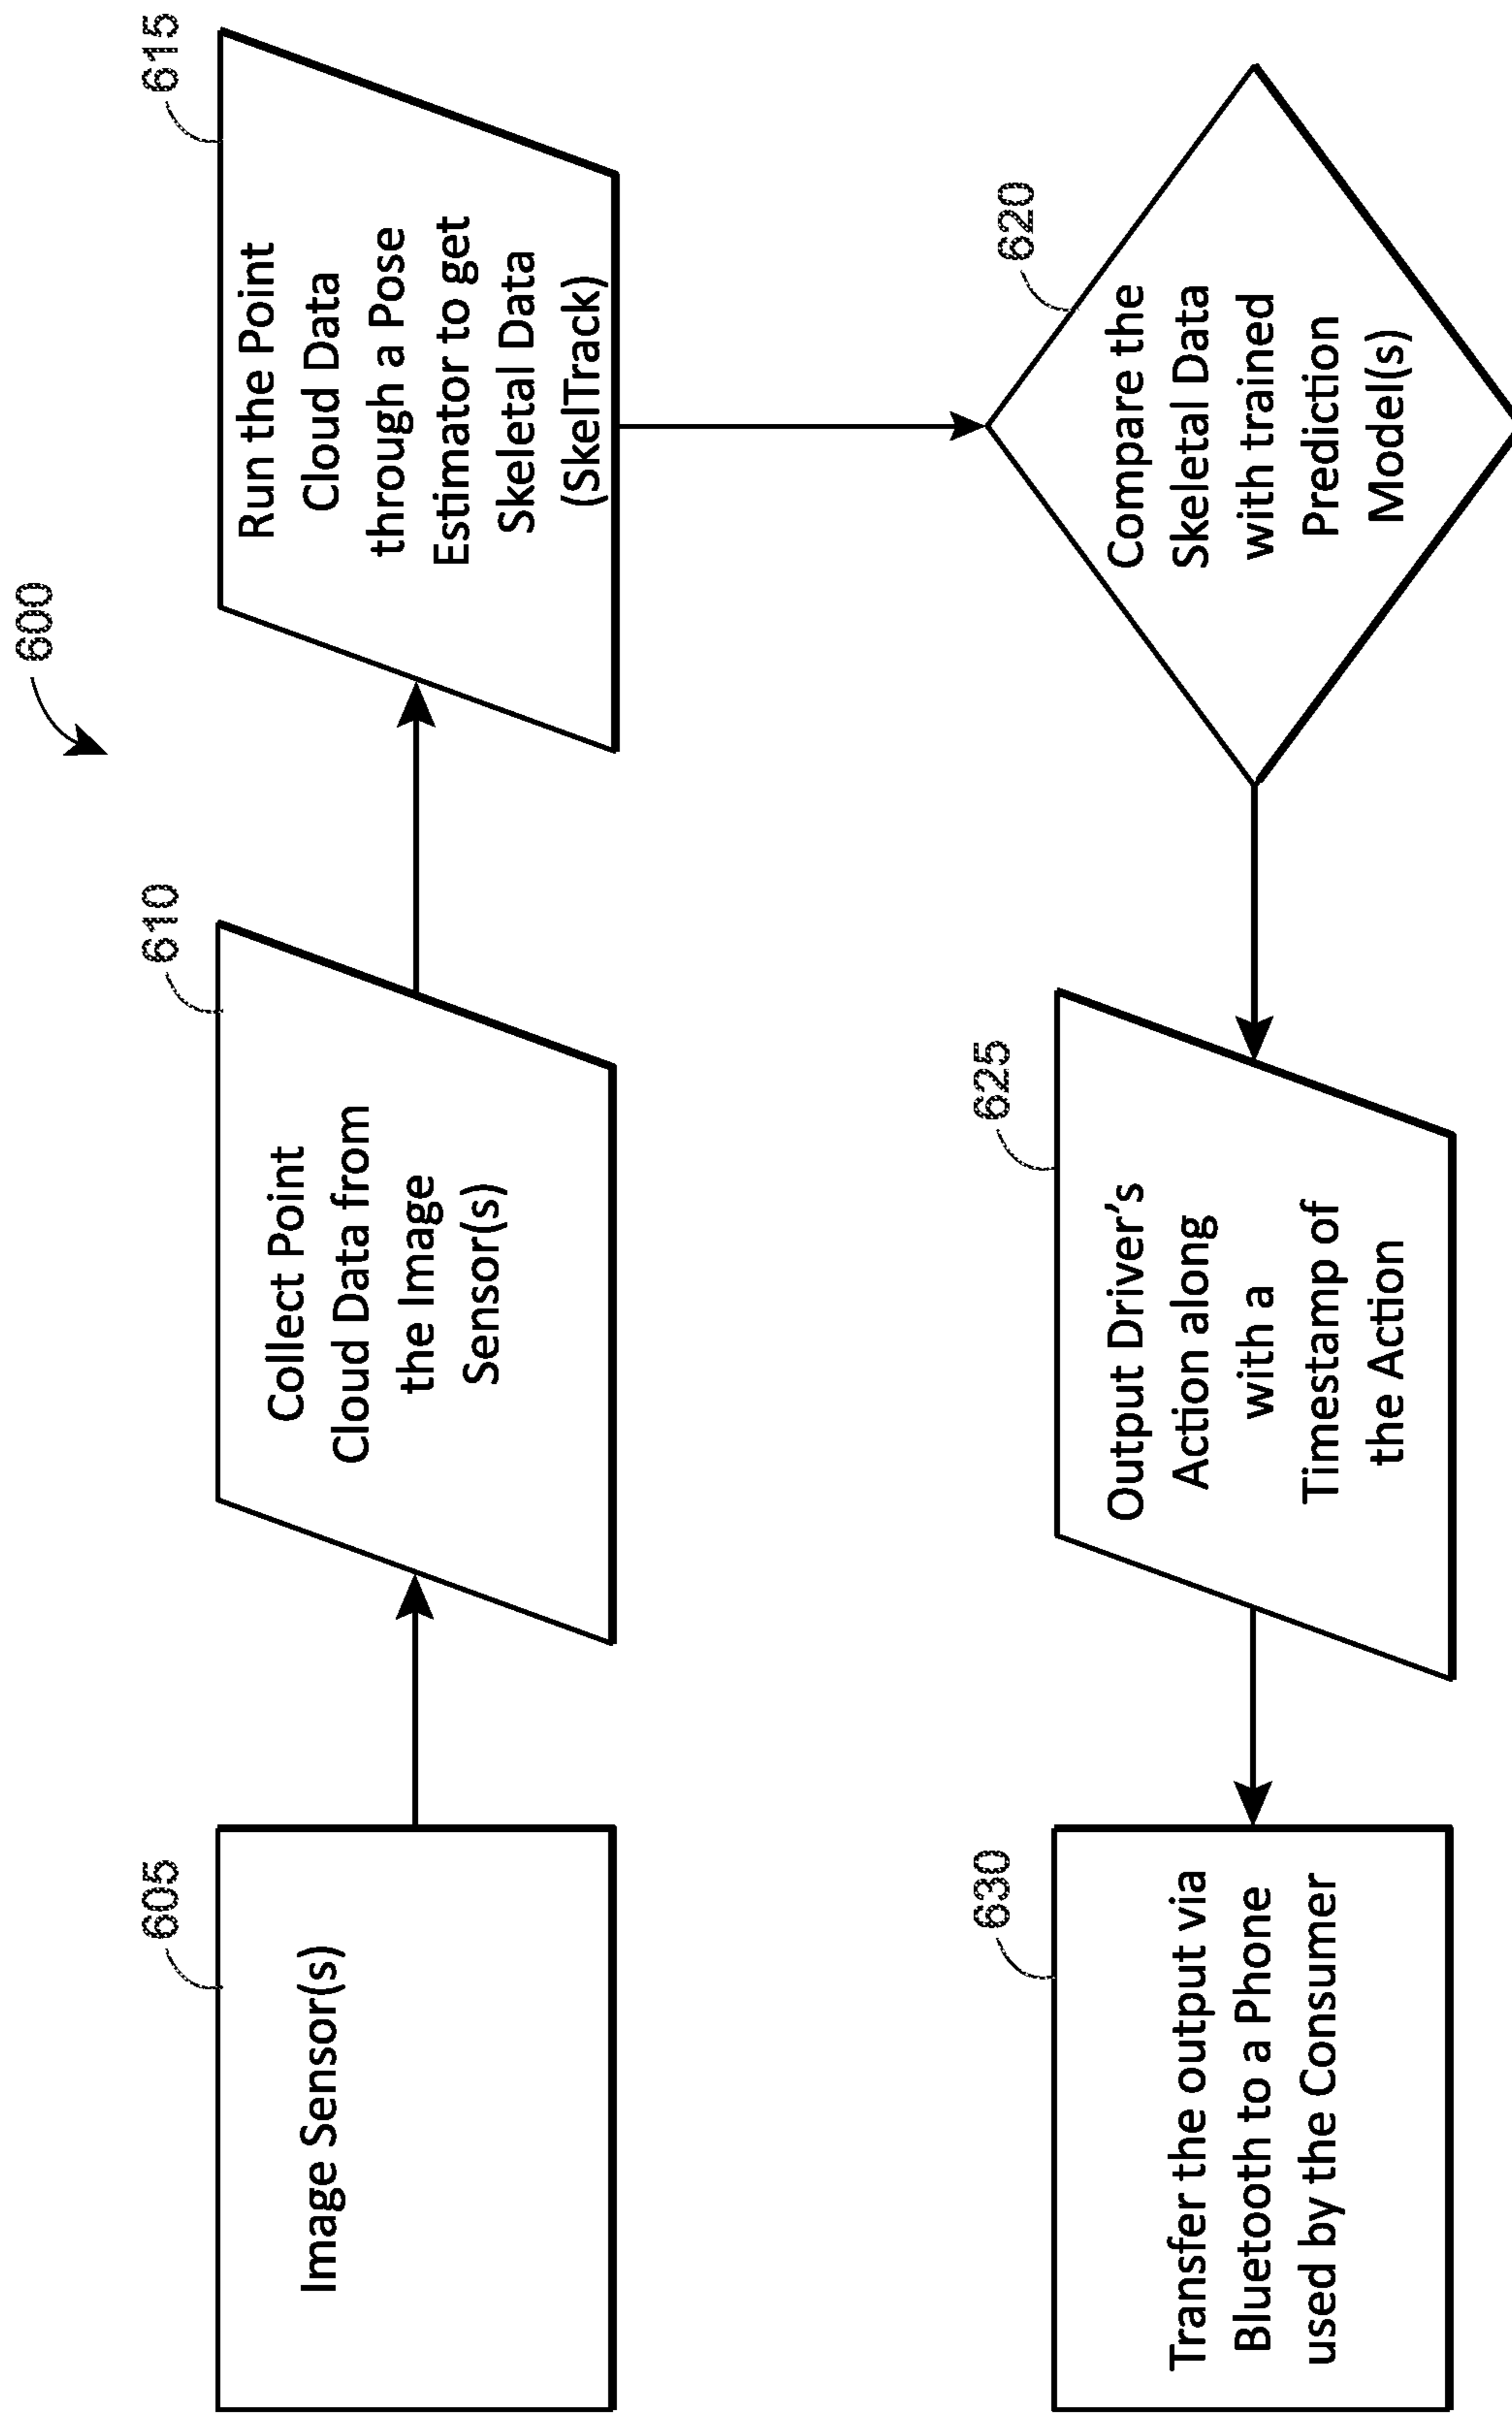 600
605
Image Sensor(s)
610
Collect Point
Cloud Data from
the Image
Sensor(s)
615
Run the Point
Cloud Data
through a Pose
Estimator to get
Skeletal Data
(SkelTrack)
620
Compare the
Skeletal Data
with trained
Prediction
Model(s)
625
Output Driver’s
Action along
with a
Timestamp of
the Action
630
Transfer the output via
Bluetooth to a Phone
used by the Consumer